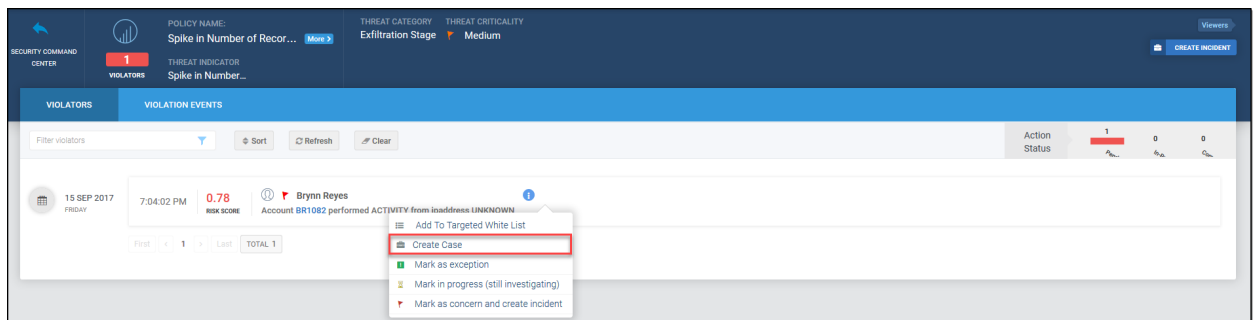 SECURITY COMMAND
CENTER
1
VIOLATORS
POLICY NAME:
Spike in Number of Recor... More >
THREAT INDICATOR
Spike in Number...
THREAT CATEGORY THREAT CRITICALITY
Exfiltration Stage Medium
Viewers
CREATE INCIDENT
VIOLATORS VIOLATION EVENTS
Filter violators Sort Refresh Clear
Action
Status
1 0 0
15 SEP 2017
FRIDAY
7:04:02 PM
0.78
RISK SCORE
Brynn Reyes
Account BR1082 performed ACTIVITY from ipaddress UNKNOWN
First 1 Last TOTAL 1
Add To Targeted White List
Create Case
Mark as exception
Mark in progress (still investigating)
Mark as concern and create incident